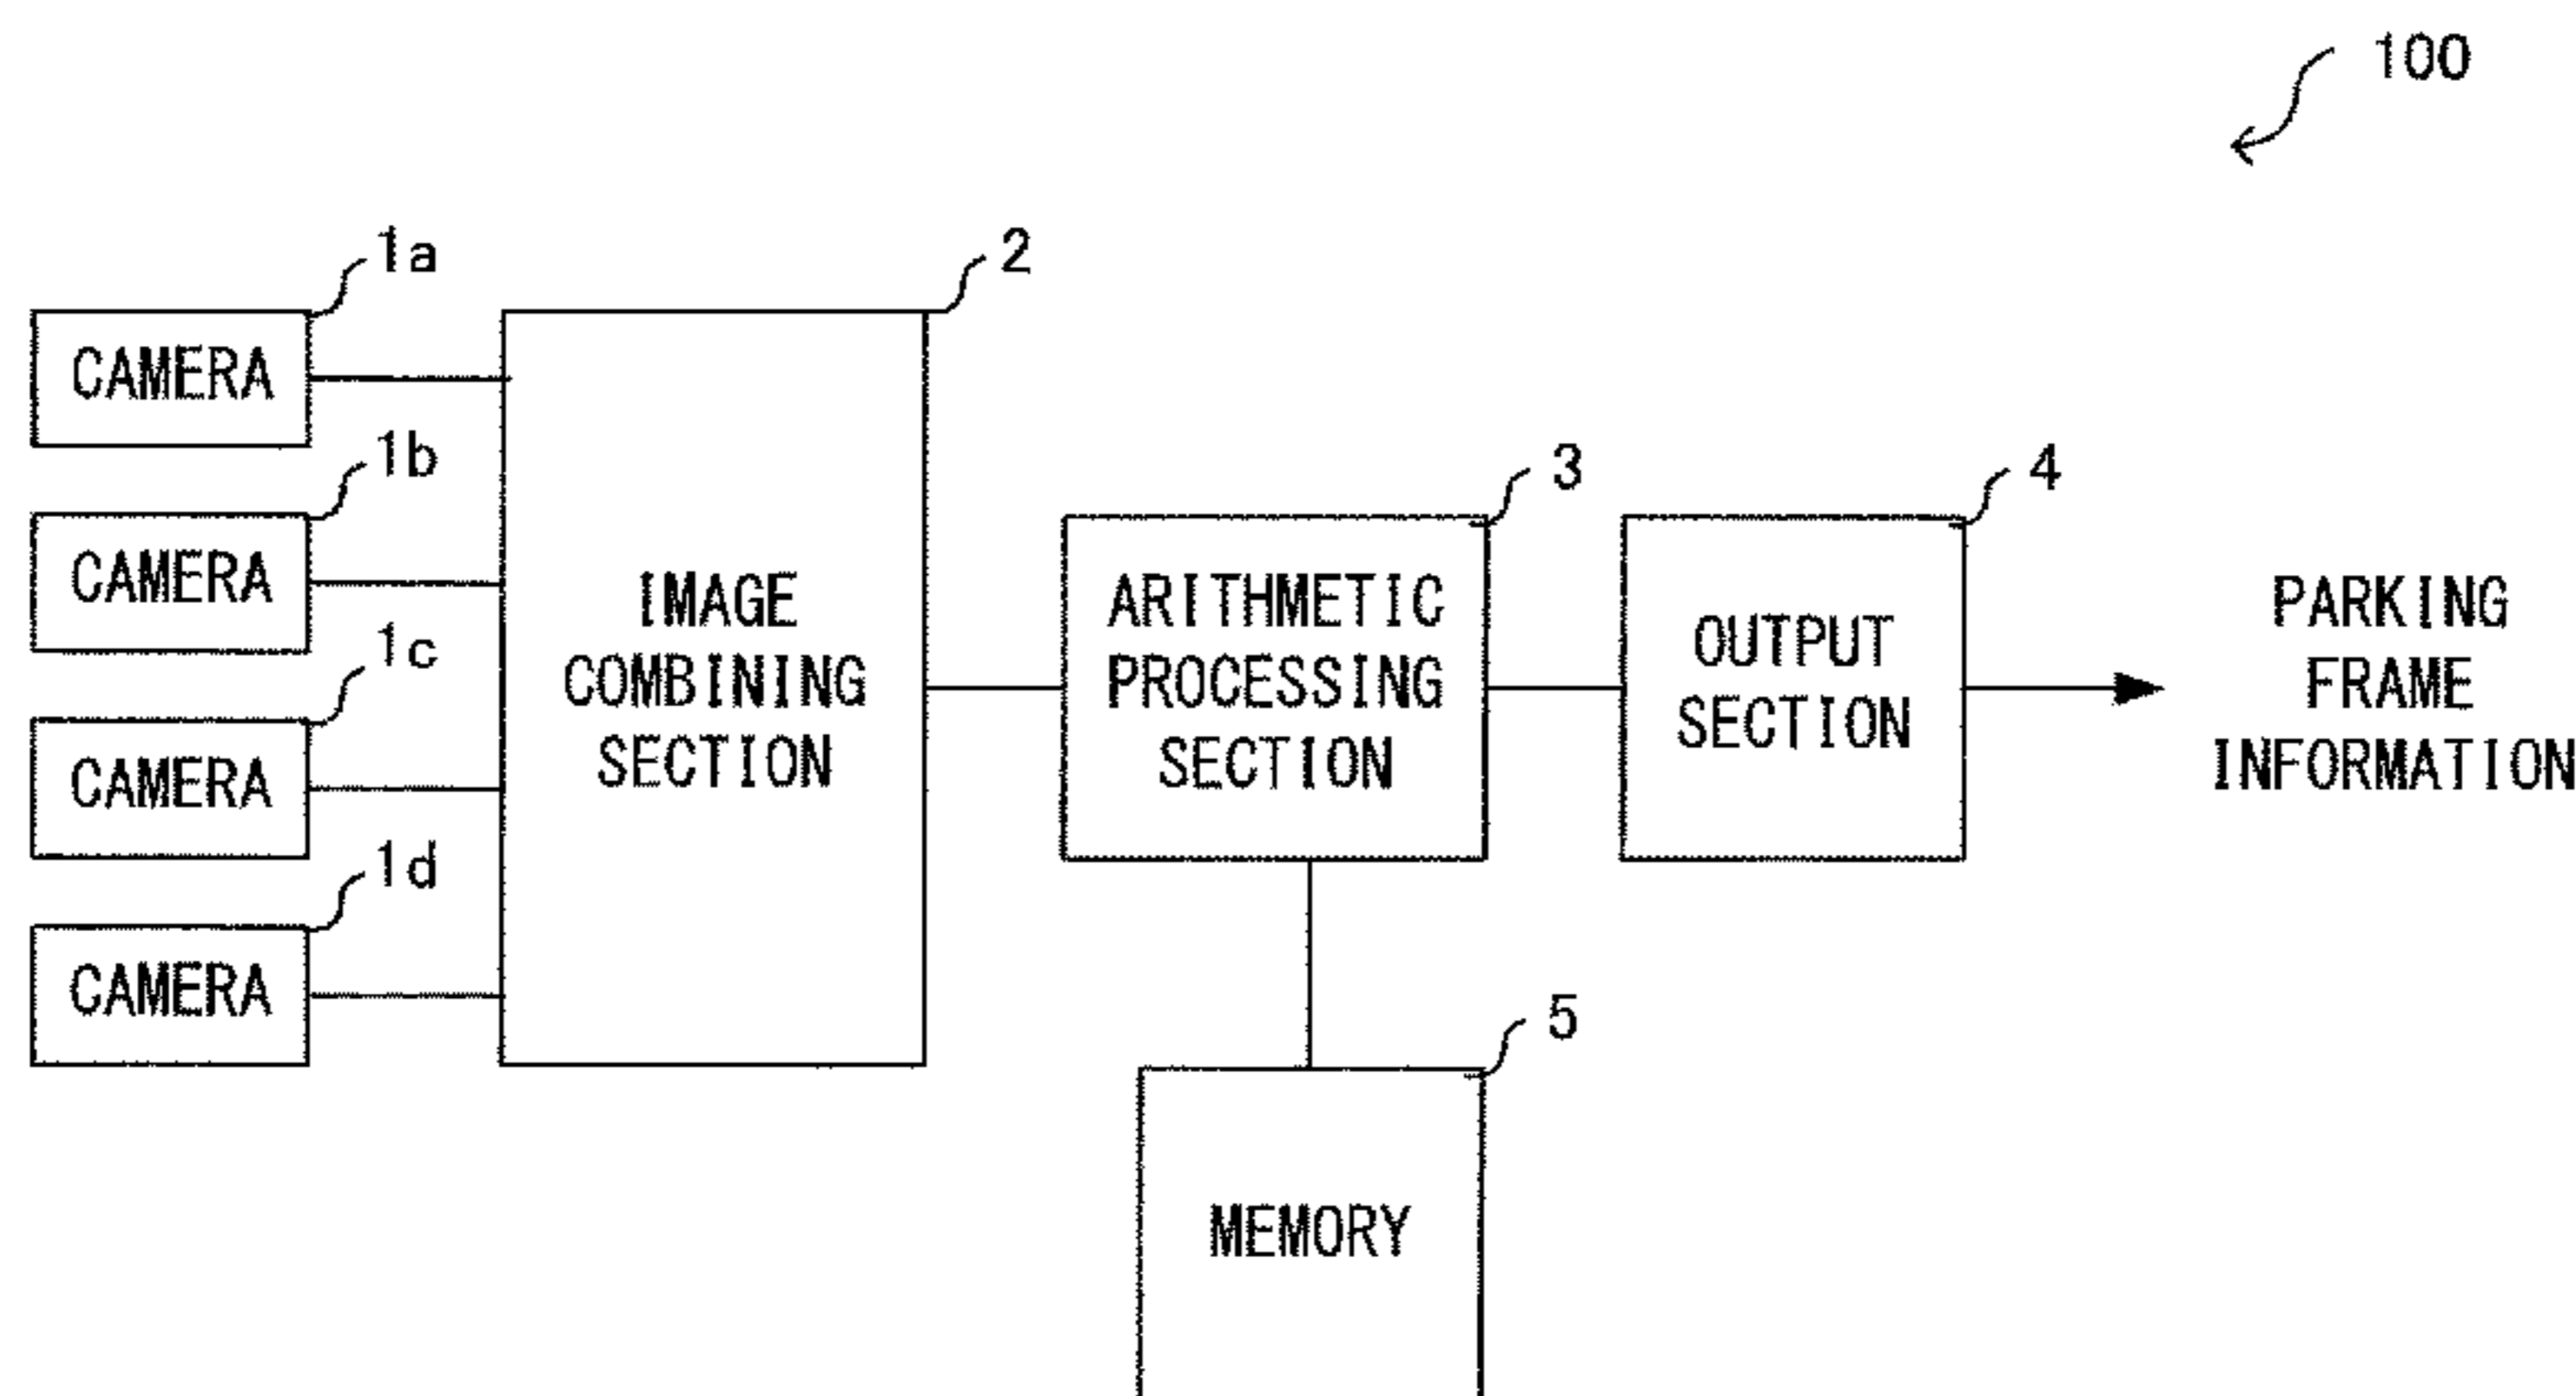 100
1a
CAMERA
1b
CAMERA
1c
CAMERA
1d
CAMERA
2
IMAGE
COMBINING
SECTION
3
ARITHMETIC
PROCESSING
SECTION
4
OUTPUT
SECTION
PARKING
FRAME
INFORMATION
5
MEMORY